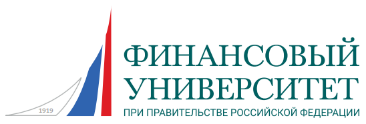 ФИНАНСОВЫЙ
УНИВЕРСИТЕТ
ПРИ ПРАВИТЕЛЬСТВЕ РОССИЙСКОЙ ФЕДЕРАЦИИ
1919